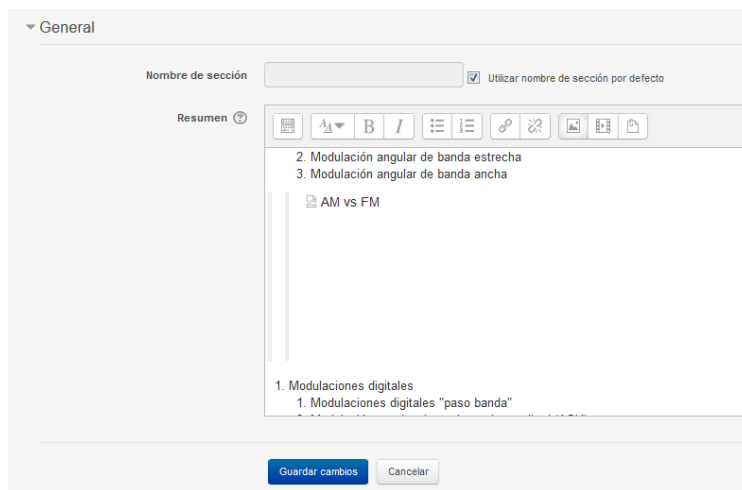 General
Nombre de sección
Utilizar nombre de sección por defecto
Resumen
B I
2. Modulación angular de banda estrecha
3. Modulación angular de banda ancha
AM vs FM
1. Modulaciones digitales
1. Modulaciones digitales "paso banda"
Guardar cambios Cancelar